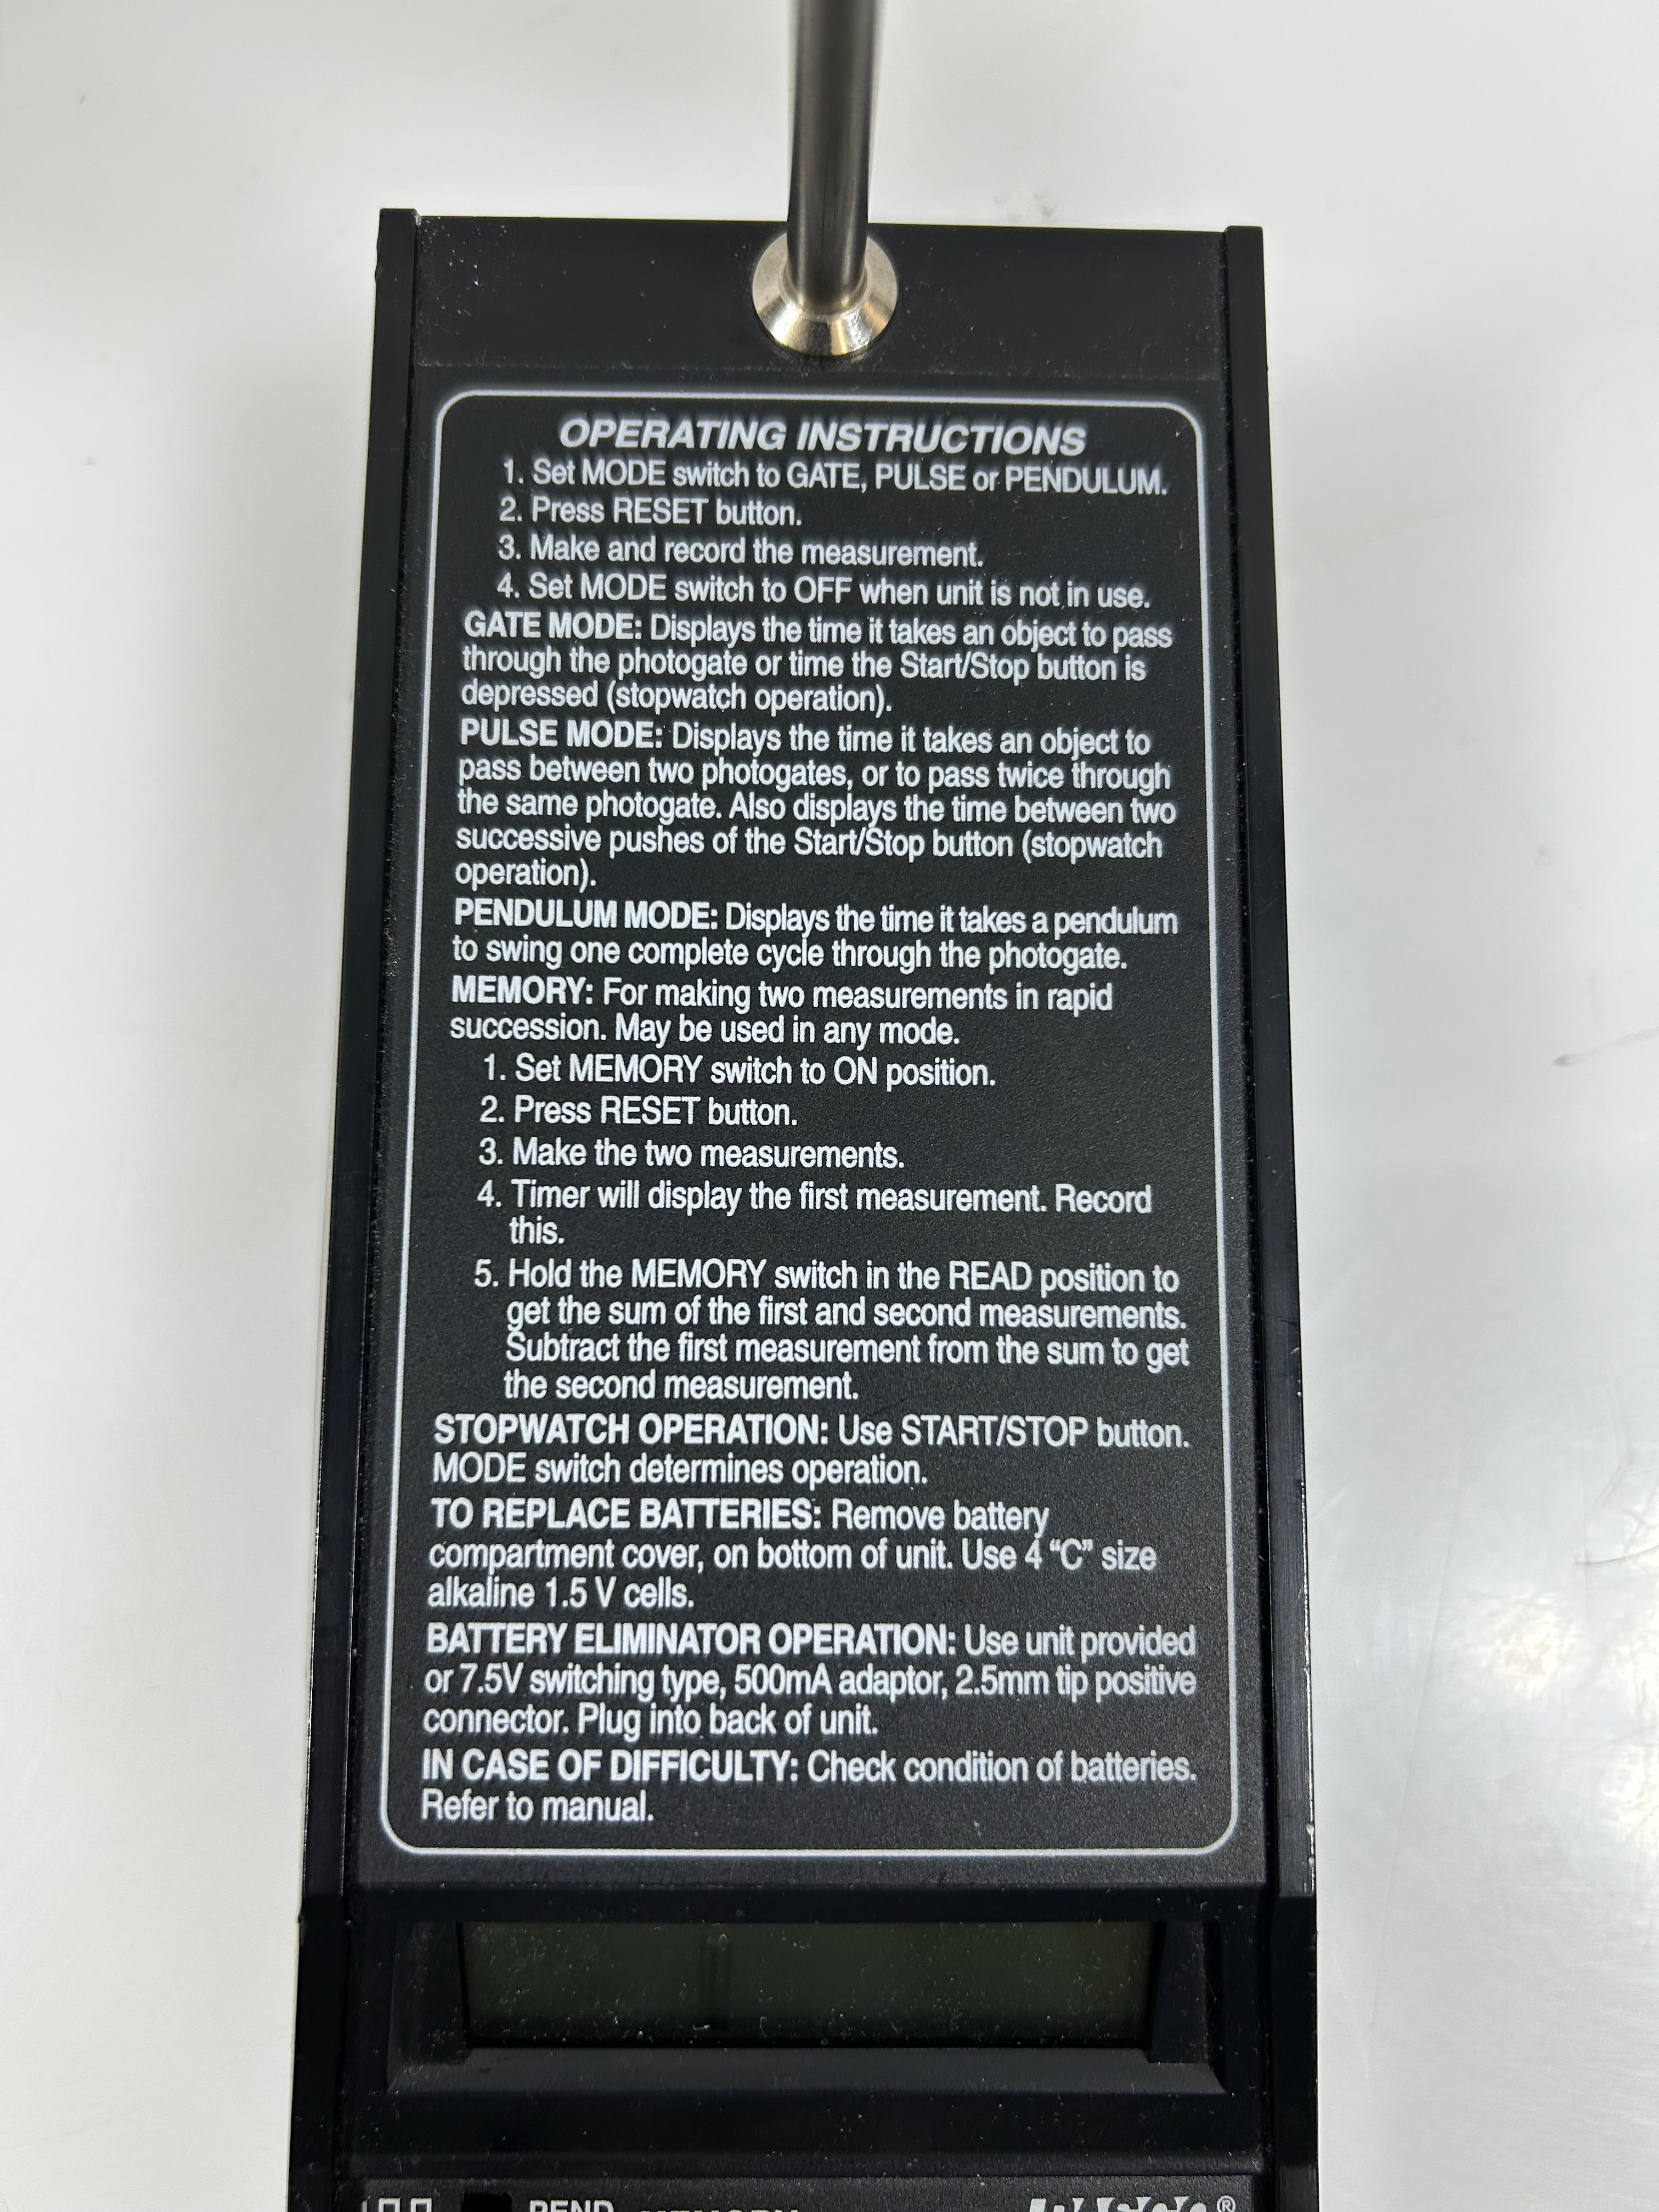 OPERATING INSTRUCTIONS
1. Set MODE switch to GATE, PULSE or PENDULUM.
2. Press RESET button.
3. Make and record the measurement.
4. Set MODE switch to OFF when unit is not in use.
GATE MODE: Displays the time it takes an object to pass
through the photogate or time the Start/Stop button is
depressed (stopwatch operation).
PULSE MODE: Displays the time it takes an object to
pass between two photogates, or to pass twice through
the same photogate. Also displays the time between two
successive pushes of the Start/Stop button (stopwatch
operation).
PENDULUM MODE: Displays the time it takes a pendulum
to swing one complete cycle through the photogate.
MEMORY: For making two measurements in rapid
succession. May be used in any mode.
1. Set MEMORY switch to ON position.
2. Press RESET button.
3. Make the two measurements.
4. Timer will display the first measurement. Record
this.
5. Hold the MEMORY switch in the READ position to
get the sum of the first and second measurements.
Subtract the first measurement from the sum to get
the second measurement.
STOPWATCH OPERATION: Use START/STOP button.
MODE switch determines operation.
TO REPLACE BATTERIES: Remove battery
compartment cover, on bottom of unit. Use 4 “C” size
alkaline 1.5 V cells.
BATTERY ELIMINATOR OPERATION: Use unit provided
or 7.5V switching type, 500mA adaptor, 2.5mm tip positive
connector. Plug into back of unit.
IN CASE OF DIFFICULTY: Check condition of batteries.
Refer to manual.
PEND